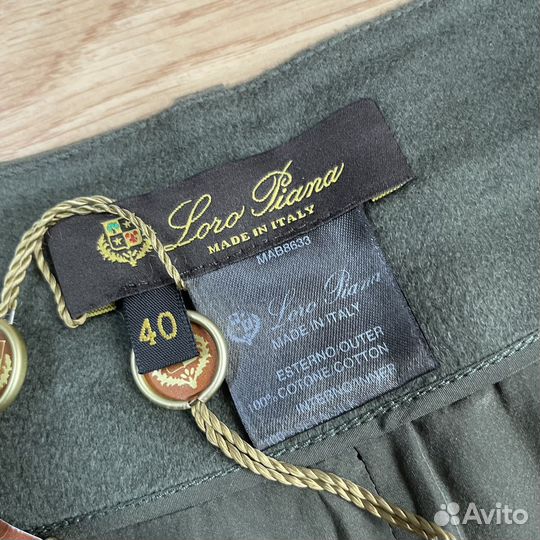 Loro Piana
MADE IN ITALY
40
MAB8633
Loro Piana
MADE IN ITALY
ESTERNO/OUTER
100% COTONE/COTTON
INTERNO/INNER
Avito